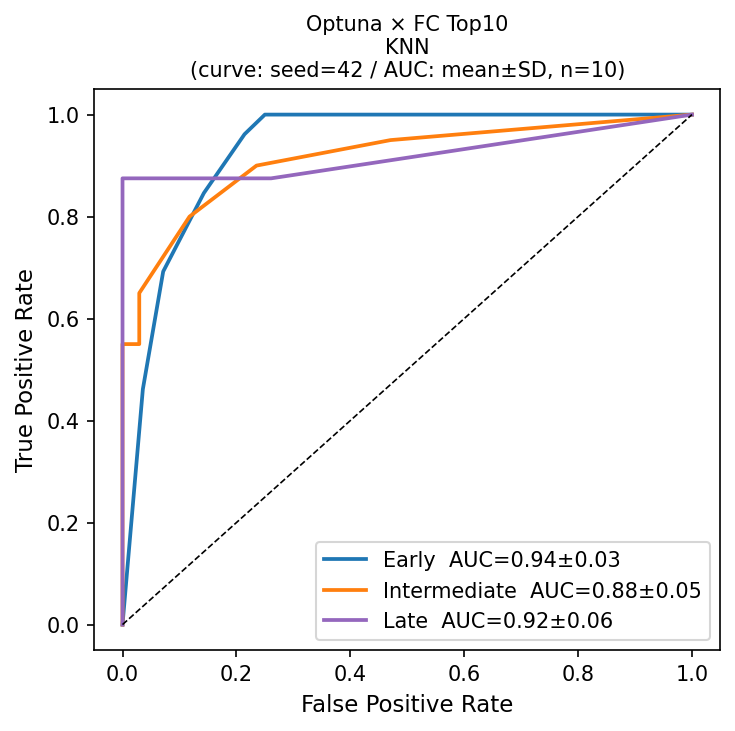 Optuna × FC Top10
KNN
(curve: seed=42 / AUC: mean±SD, n=10)
True Positive Rate
1.0
0.8
0.6
0.4
0.2
0.0
Early AUC=0.94±0.03
Intermediate AUC=0.88±0.05
Late AUC=0.92±0.06
0.0 0.2 0.4 0.6 0.8 1.0
False Positive Rate